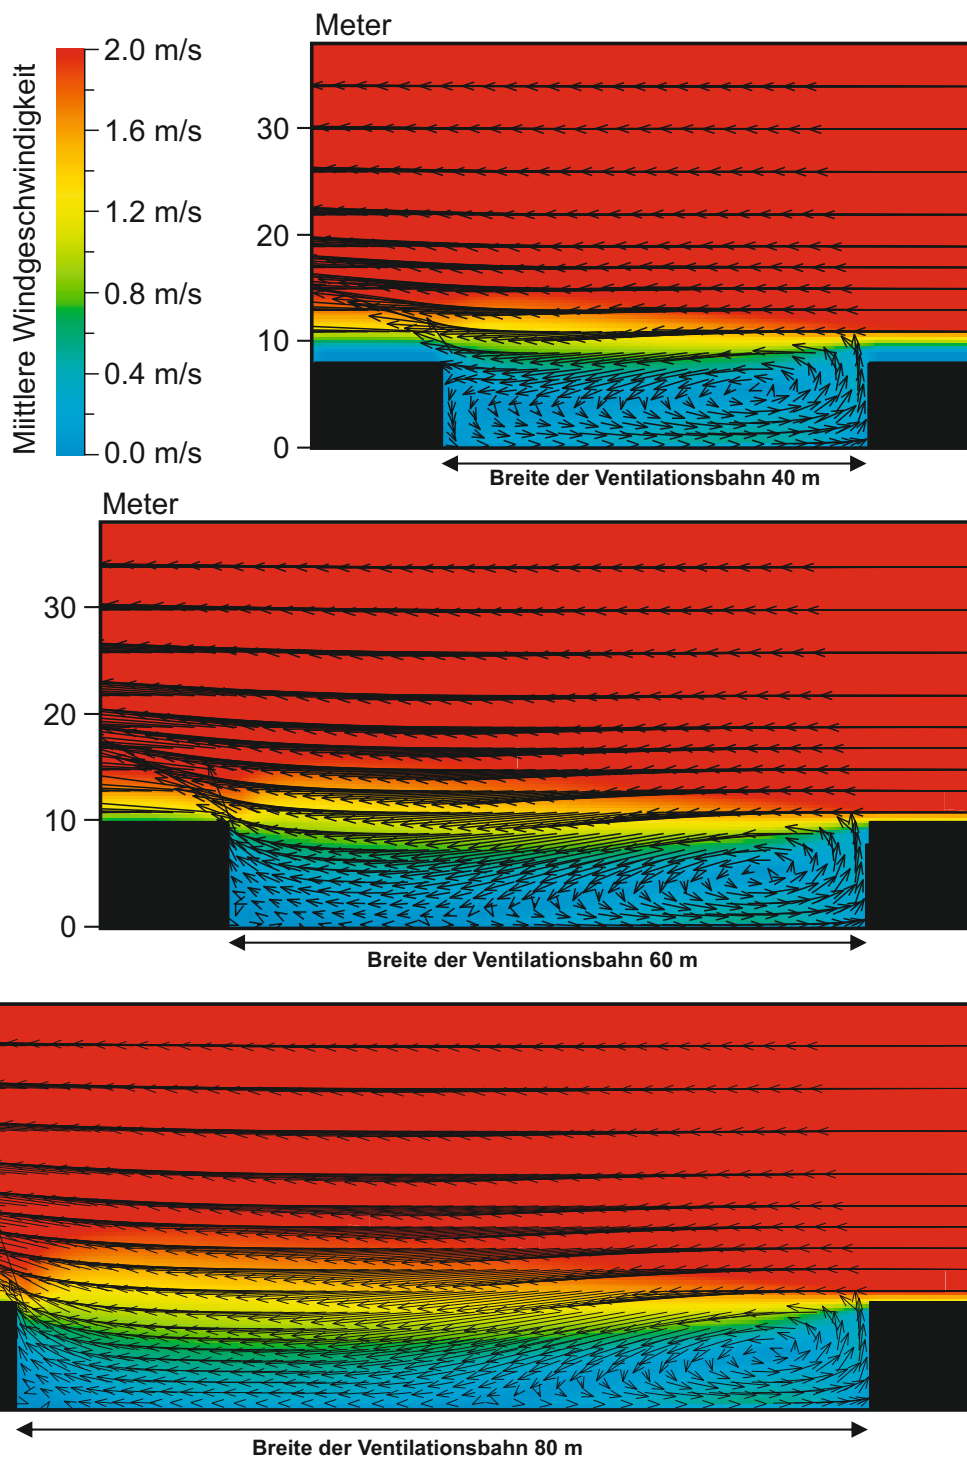 Meter
Miittlere Windgeschwindigkeit
2.0 m/s
1.6 m/s
1.2 m/s
0.8 m/s
0.4 m/s
0.0 m/s
30
20
10
0
Breite der Ventilationsbahn 40 m
Meter
30
20
10
0
Breite der Ventilationsbahn 60 m
Breite der Ventilationsbahn 80 m